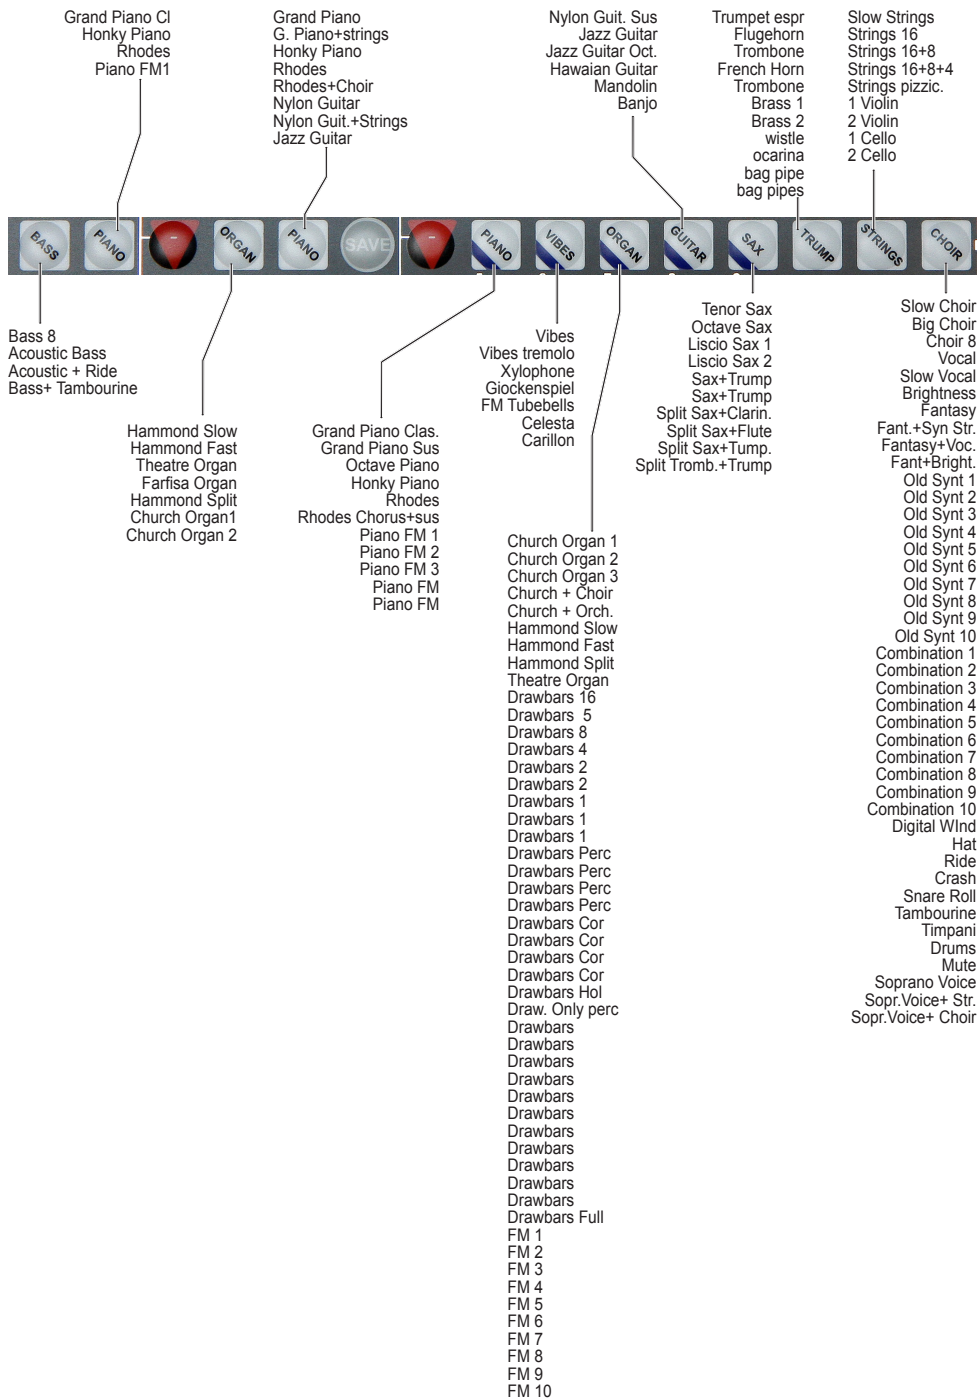 Grand Piano Cl
Honky Piano
Rhodes
Piano FM1
Grand Piano
G. Piano+strings
Honky Piano
Rhodes
Rhodes+Choir
Nylon Guitar
Nylon Guit.+Strings
Jazz Guitar
Nylon Guit. Sus
Jazz Guitar
Jazz Guitar Oct.
Hawaian Guitar
Mandolin
Banjo
Trumpet espr
Flugehorn
Trombone
French Horn
Trombone
Brass 1
Brass 2
wistle
ocarina
bag pipe
bag pipes
Slow Strings
Strings 16
Strings 16+8
Strings 16+8+4
Strings pizzic.
1 Violin
2 Violin
1 Cello
2 Cello
BASS
PIANO
-
ORGAN
PIANO
SAVE
-
PIANO
VIBES
ORGAN
GUITAR
SAX
TRUMP
STRINGS
CHOIR
Bass 8
Acoustic Bass
Acoustic + Ride
Bass+ Tambourine
Hammond Slow
Hammond Fast
Theatre Organ
Farfisa Organ
Hammond Split
Church Organ1
Church Organ 2
Grand Piano Clas.
Grand Piano Sus
Octave Piano
Honky Piano
Rhodes
Rhodes Chorus+sus
Piano FM 1
Piano FM 2
Piano FM 3
Piano FM
Piano FM
Vibes
Vibes tremolo
Xylophone
Giockenspiel
FM Tubebells
Celesta
Carillon
Church Organ 1
Church Organ 2
Church Organ 3
Church + Choir
Church + Orch.
Hammond Slow
Hammond Fast
Hammond Split
Theatre Organ
Drawbars 16
Drawbars  5
Drawbars 8
Drawbars 4
Drawbars 2
Drawbars 2
Drawbars 1
Drawbars 1
Drawbars 1
Drawbars Perc
Drawbars Perc
Drawbars Perc
Drawbars Perc
Drawbars Cor
Drawbars Cor
Drawbars Cor
Drawbars Cor
Drawbars Hol
Draw. Only perc
Drawbars
Drawbars
Drawbars
Drawbars
Drawbars
Drawbars
Drawbars
Drawbars
Drawbars
Drawbars
Drawbars
Drawbars Full
FM 1
FM 2
FM 3
FM 4
FM 5
FM 6
FM 7
FM 8
FM 9
FM 10
Tenor Sax
Octave Sax
Liscio Sax 1
Liscio Sax 2
Sax+Trump
Sax+Trump
Split Sax+Clarin.
Split Sax+Flute
Split Sax+Tump.
Split Tromb.+Trump
Slow Choir
Big Choir
Choir 8
Vocal
Slow Vocal
Brightness
Fantasy
Fant.+Syn Str.
Fantasy+Voc.
Fant+Bright.
Old Synt 1
Old Synt 2
Old Synt 3
Old Synt 4
Old Synt 5
Old Synt 6
Old Synt 7
Old Synt 8
Old Synt 9
Old Synt 10
Combination 1
Combination 2
Combination 3
Combination 4
Combination 5
Combination 6
Combination 7
Combination 8
Combination 9
Combination 10
Digital WInd
Hat
Ride
Crash
Snare Roll
Tambourine
Timpani
Drums
Mute
Soprano Voice
Sopr.Voice+ Str.
Sopr.Voice+ Choir